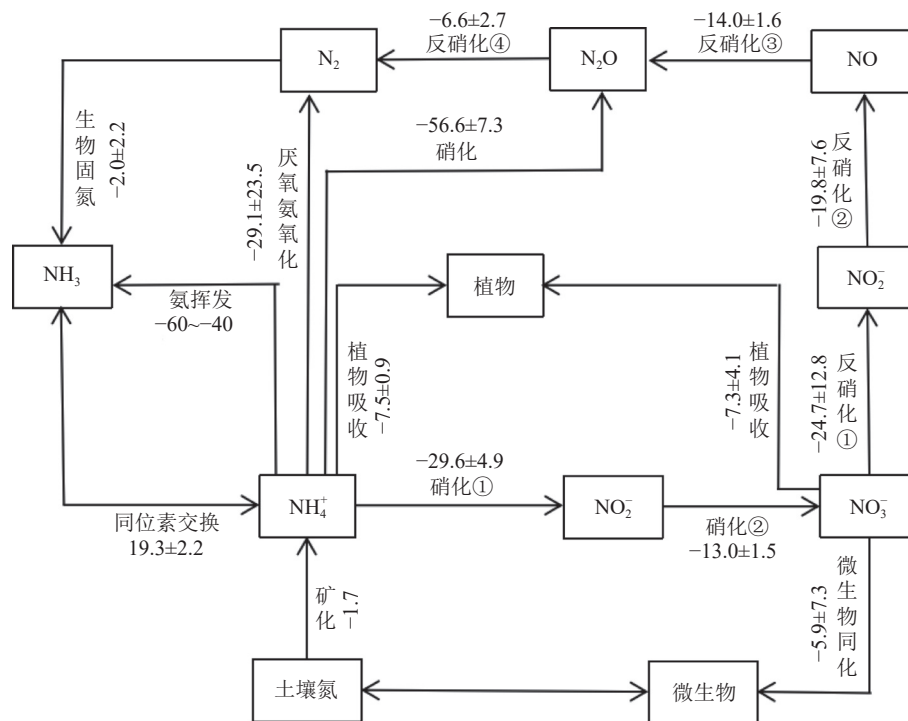 −6.6±2.7
反硝化④
−14.0±1.6
反硝化③
N₂
N₂O
NO
生物固氮
−2.0±2.2
−29.1±23.5
厌氧氨氧化
−56.6±7.3
硝化
−19.8±7.6
反硝化②
NH₃
氨挥发
−60~−40
植物
NO₂⁻
植物吸收
−7.5±0.9
−7.3±4.1
植物吸收
−24.7±12.8
反硝化①
−29.6±4.9
硝化①
NH₄⁺
NO₂⁻
NO₃⁻
同位素交换
19.3±2.2
硝化②
−13.0±1.5
矿化
−1.7
−5.9±7.3
微生物同化
土壤氮
微生物